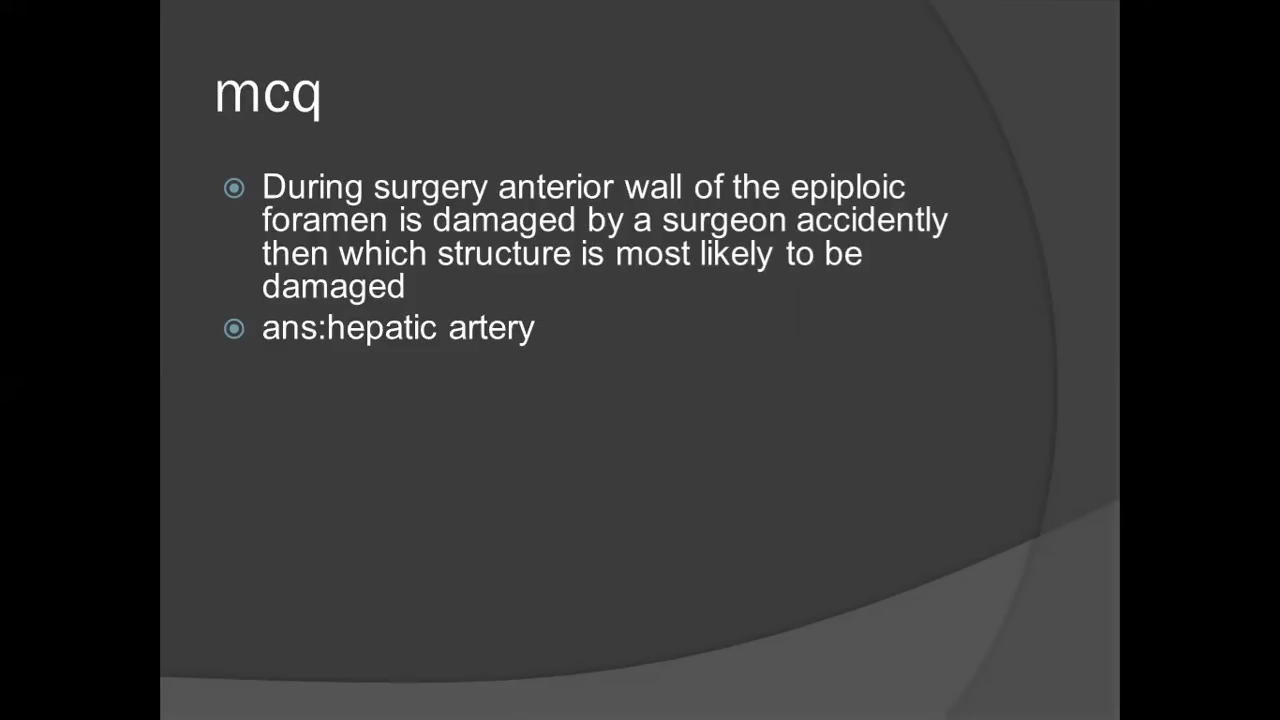 mcq
During surgery anterior wall of the epiploic
foramen is damaged by a surgeon accidently
then which structure is most likely to be
damaged
ans:hepatic artery